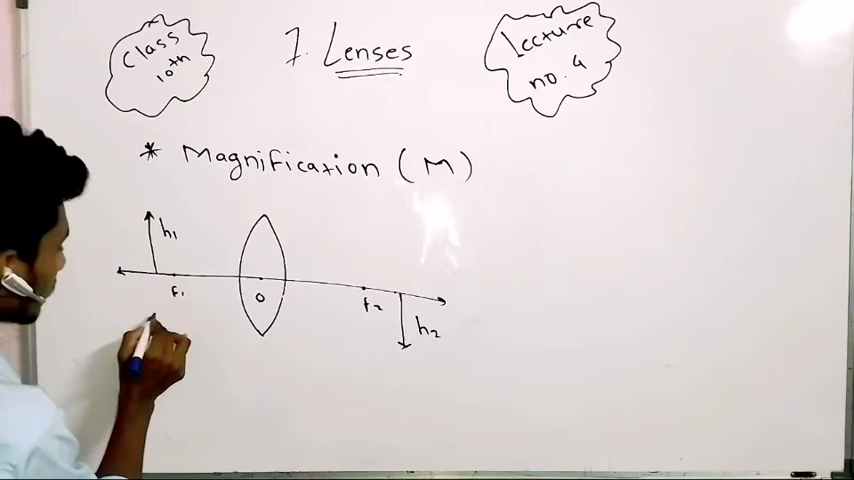 Class
10th
7. Lenses
Lecture
no. 4
* Magnification (M)
h1
F1
O
F2
h2